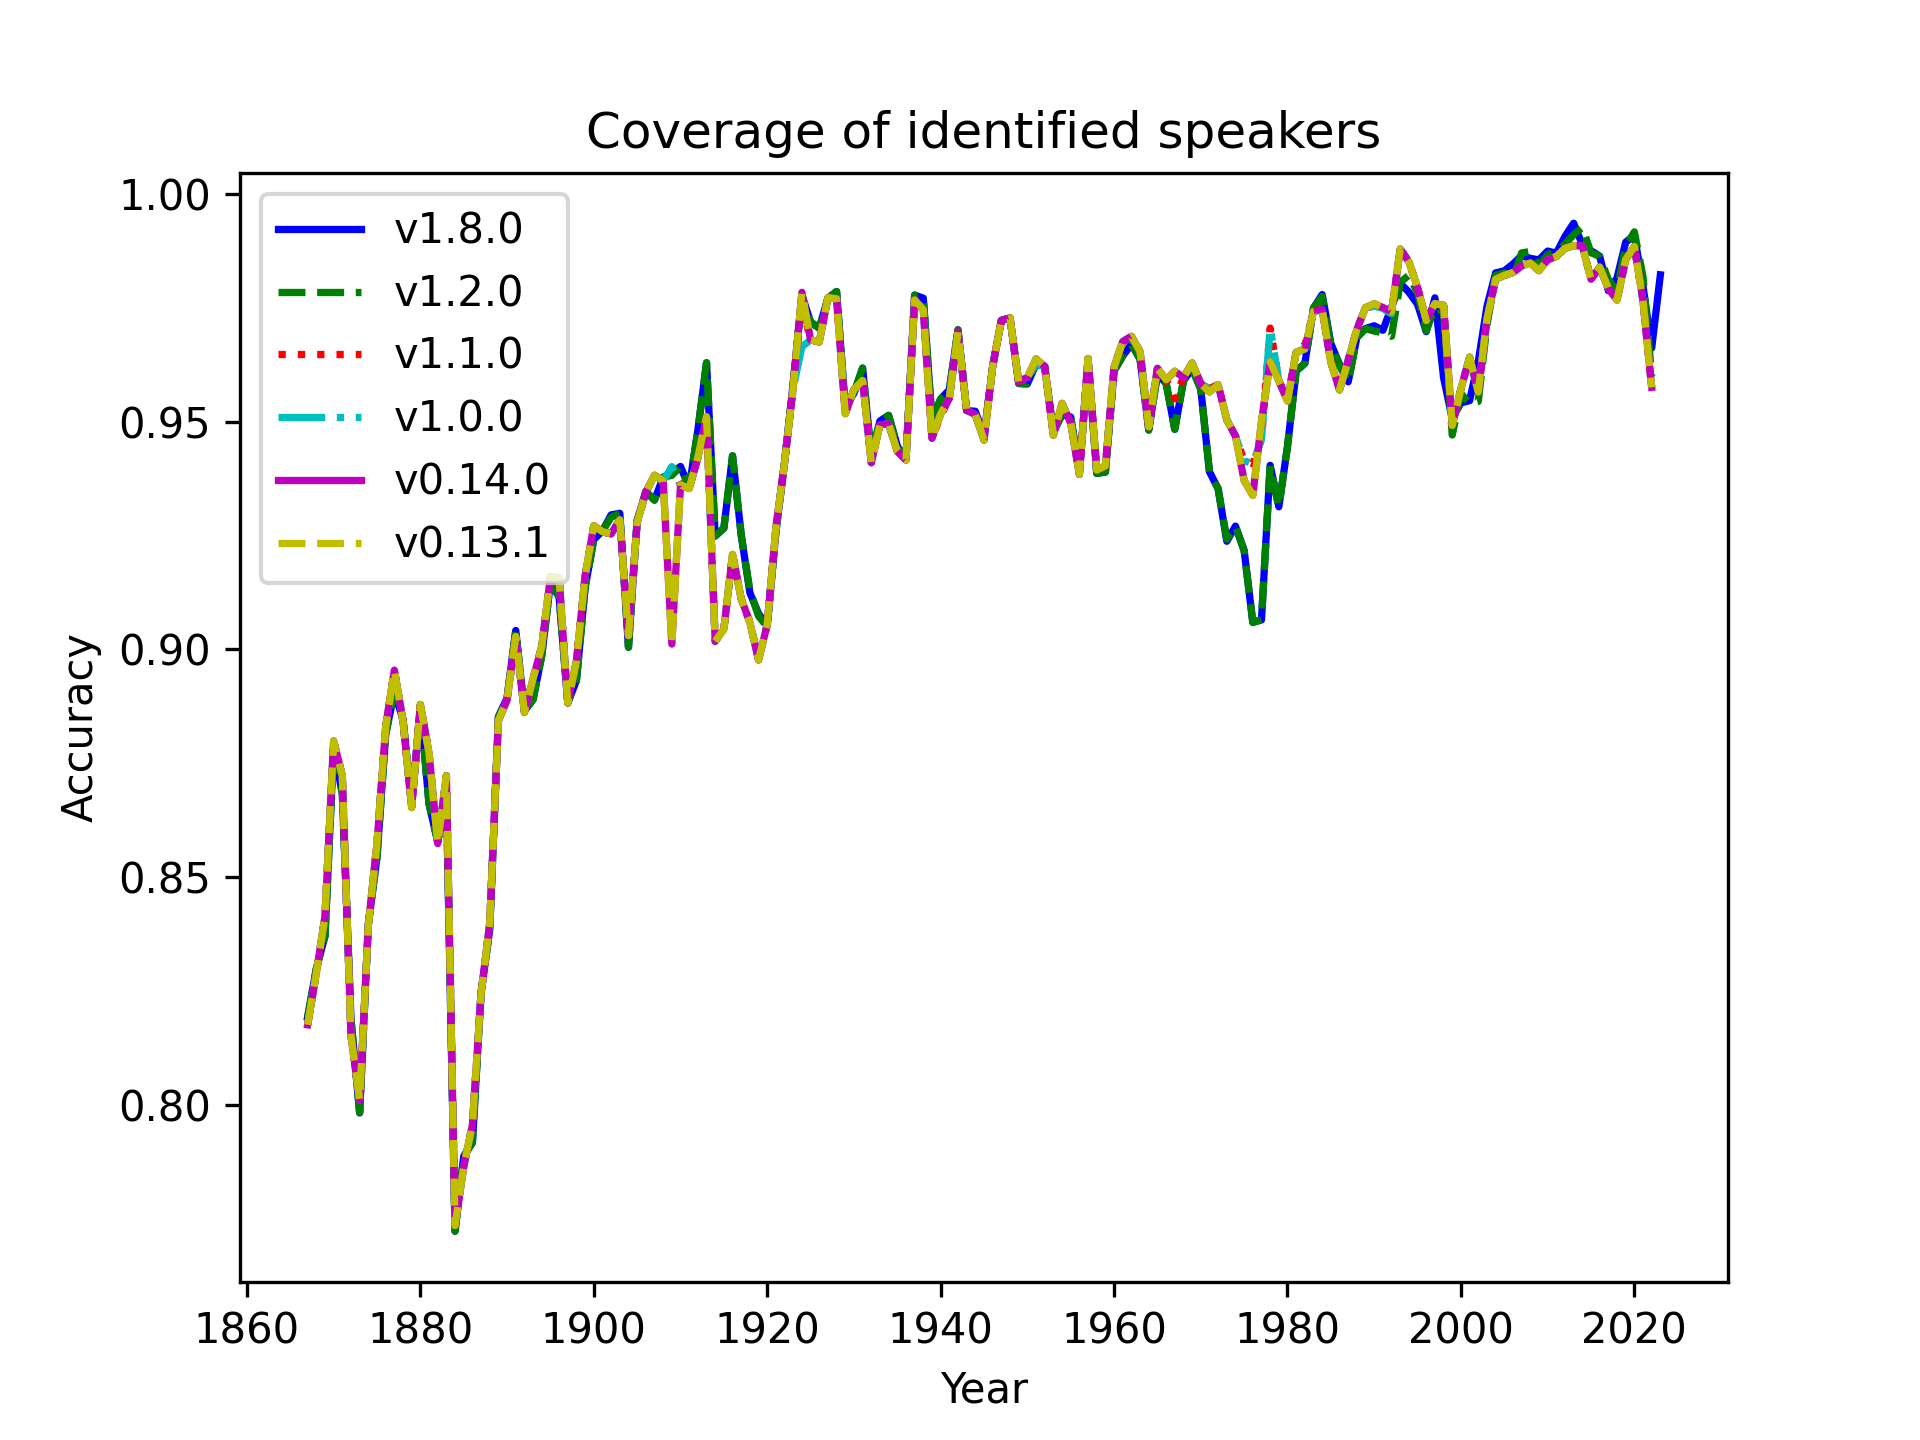 Coverage of identified speakers
1.00
0.95
0.90
0.85
0.80
Accuracy
v1.8.0
v1.2.0
v1.1.0
v1.0.0
v0.14.0
v0.13.1
1860 1880 1900 1920 1940 1960 1980 2000 2020
Year